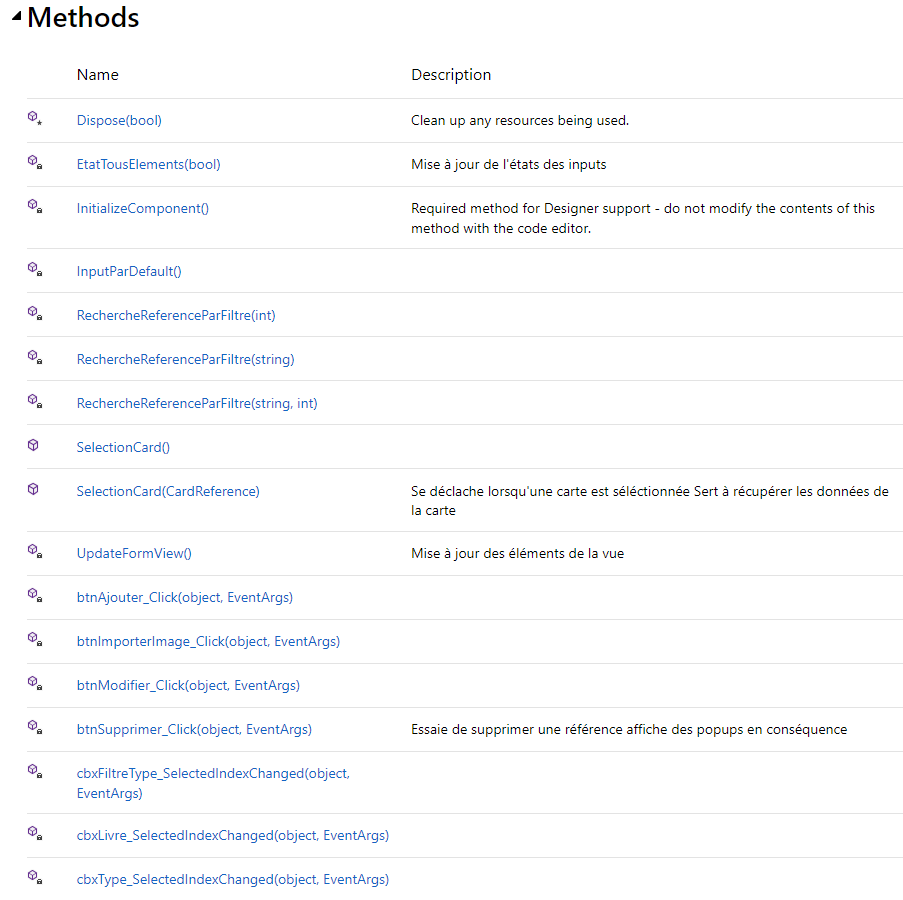 Methods
Name Description
Dispose(bool) Clean up any resources being used.
EtatTousElements(bool) Mise à jour de l'états des inputs
InitializeComponent() Required method for Designer support - do not modify the contents of this
method with the code editor.
InputParDefault()
RechercheReferenceParFiltre(int)
RechercheReferenceParFiltre(string)
RechercheReferenceParFiltre(string, int)
SelectionCard()
SelectionCard(CardReference) Se déclache lorsqu'une carte est séléctionnée Sert à récupérer les données de
la carte
UpdateFormView() Mise à jour des éléments de la vue
btnAjouter_Click(object, EventArgs)
btnImporterImage_Click(object, EventArgs)
btnModifier_Click(object, EventArgs)
btnSupprimer_Click(object, EventArgs) Essaie de supprimer une référence affiche des popups en conséquence
cbxFiltreType_SelectedIndexChanged(object,
EventArgs)
cbxLivre_SelectedIndexChanged(object, EventArgs)
cbxType_SelectedIndexChanged(object, EventArgs)